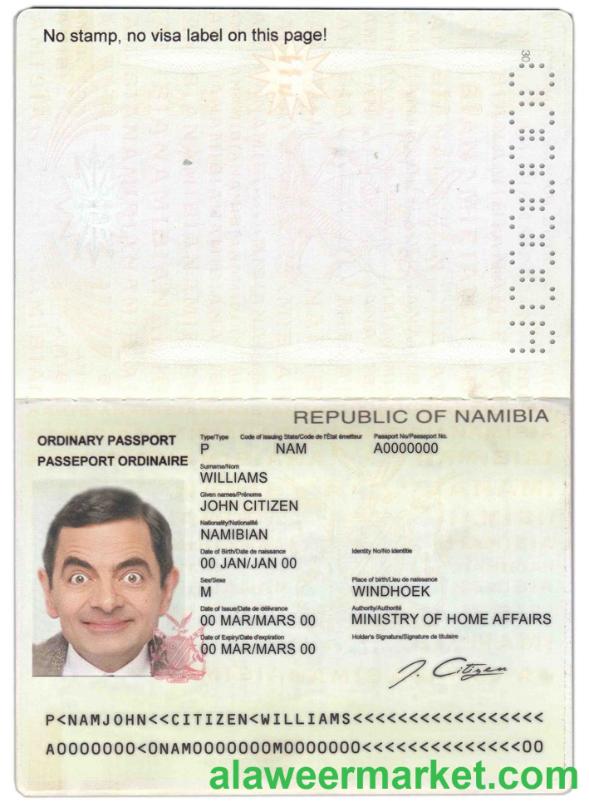 No stamp, no visa label on this page!
REPUBLIC OF NAMIBIA
ORDINARY PASSPORT
PASSEPORT ORDINAIRE
Type/Type Code of issuing State/Code de l'État émetteur Passport No/Passeport No.
P NAM A0000000
Surname/Nom
WILLIAMS
Given names/Prénoms
JOHN CITIZEN
Nationality/Nationalité
NAMIBIAN
Date of Birth/Date de naissance Identity No/No identite
00 JAN/JAN 00
Sex/Sexe Place of birth/Lieu de naissance
M WINDHOEK
Date of Issue/Date de délivrance Authority/Authorité
00 MAR/MARS 00 MINISTRY OF HOME AFFAIRS
Date of Expiry/Date d'expiration Holder's Signature/Signature de titulaire
00 MAR/MARS 00
J. Citizen
P<NAMJOHN<<CITIZEN<WILLIAMS<<<<<<<<<<<<<<<<<
A0000000<0NAM0000000M0000000<<<<<<<<<<<<<<00
alaweermarket.com